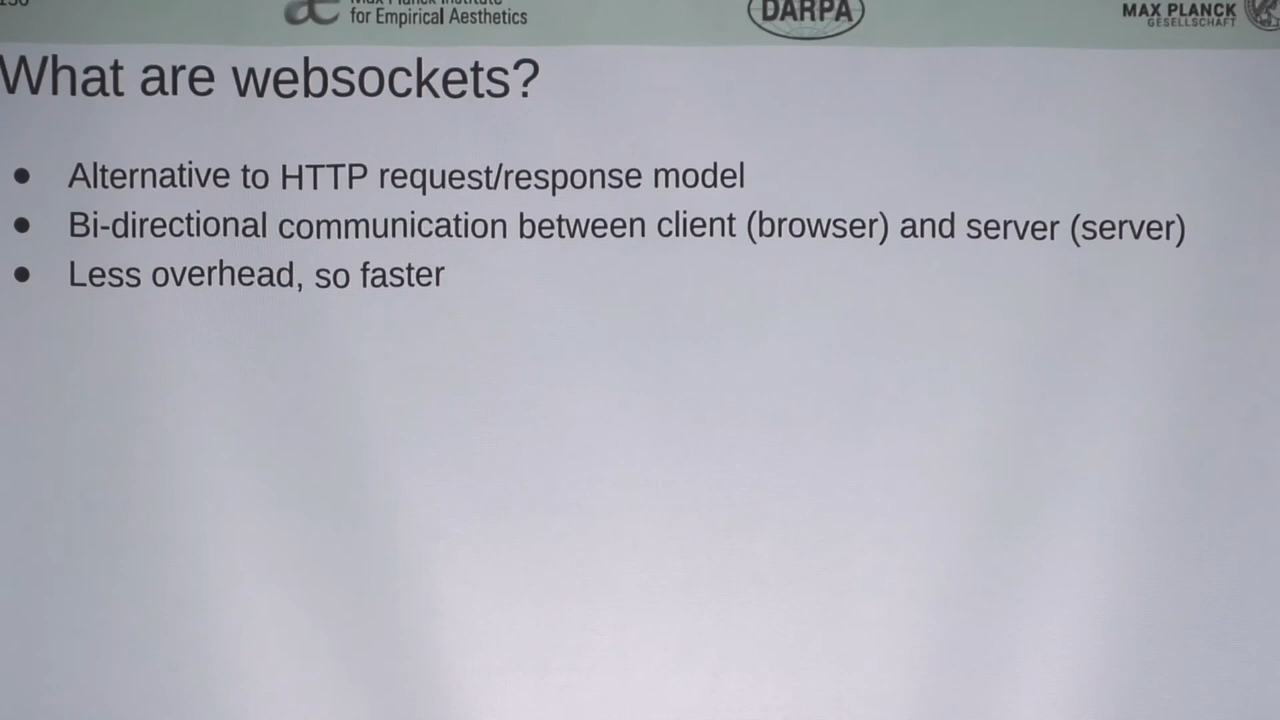 for Empirical Aesthetics
DARPA
MAX PLANCK
GESELLSCHAFT
What are websockets?
Alternative to HTTP request/response model
Bi-directional communication between client (browser) and server (server)
Less overhead, so faster